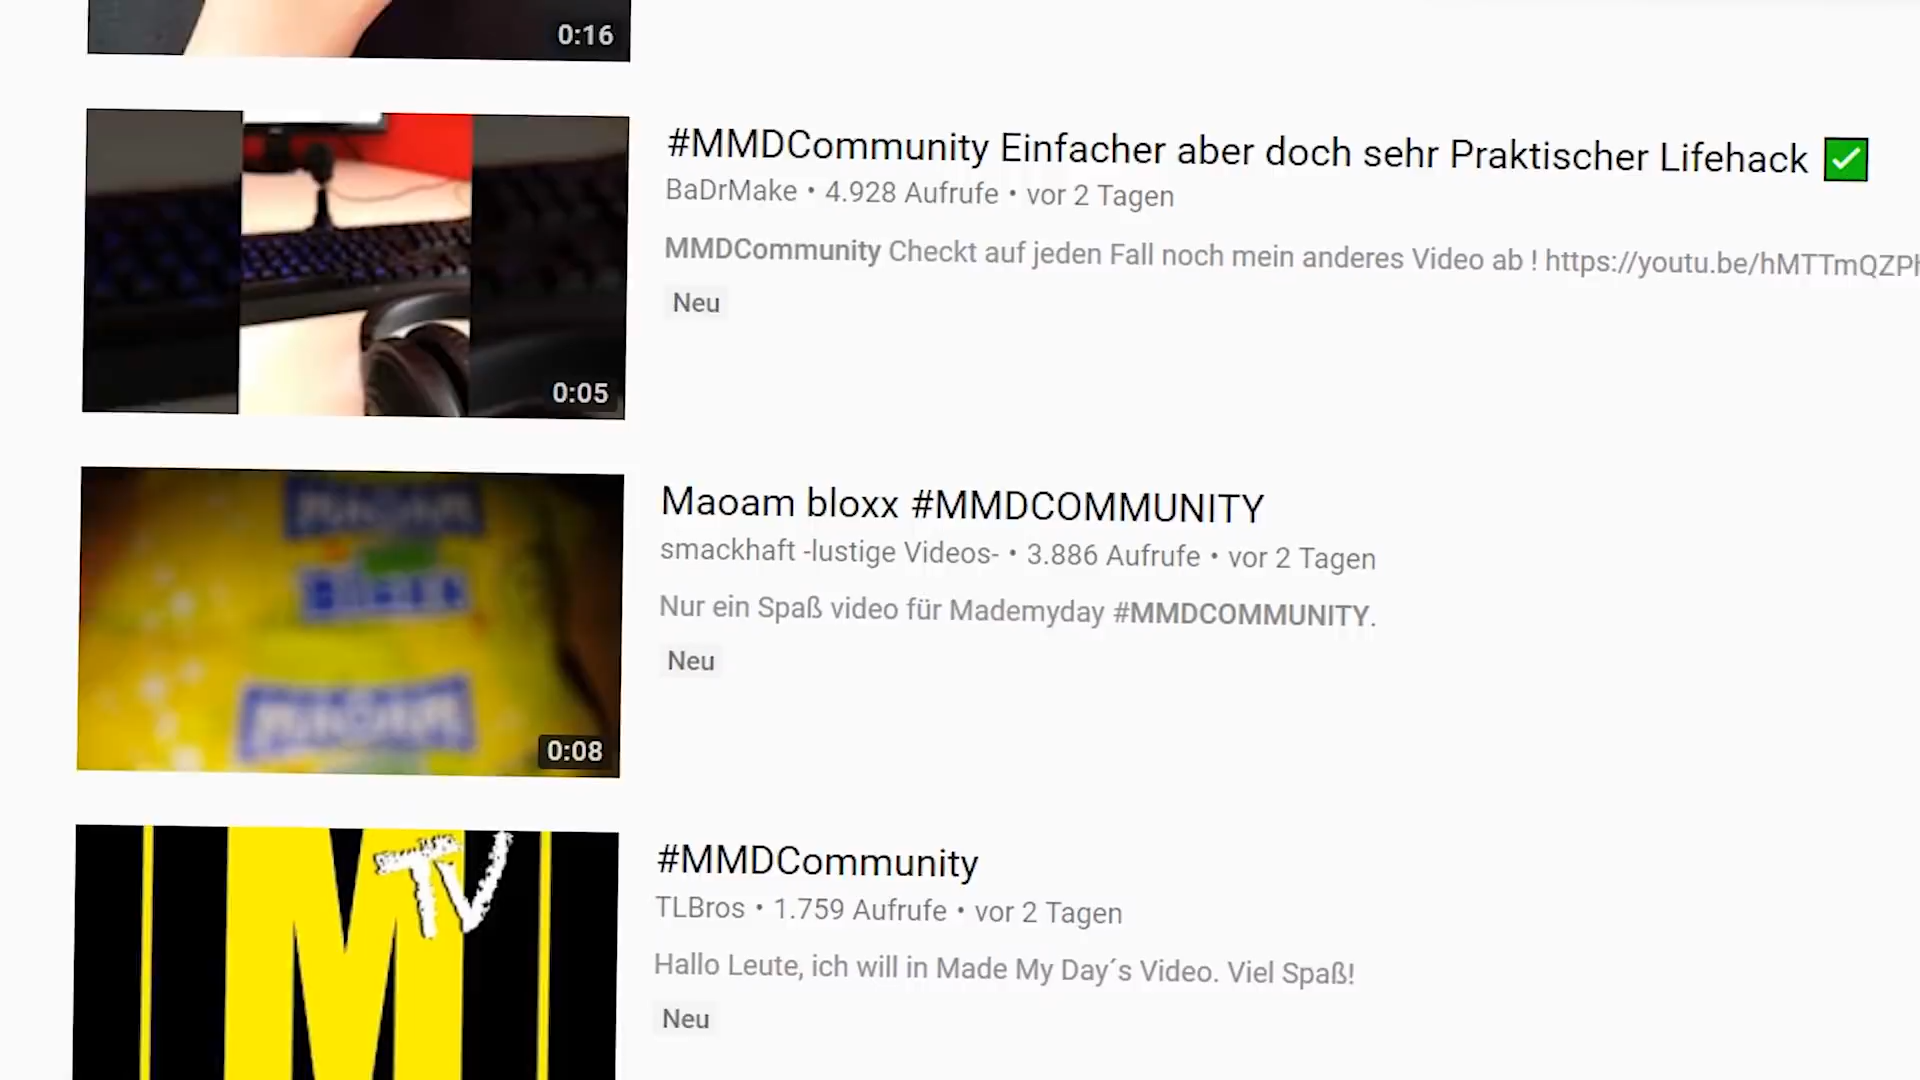 0:16
#MMDCommunity Einfacher aber doch sehr Praktischer Lifehack ✅
BaDrMake • 4.928 Aufrufe • vor 2 Tagen
MMDCommunity Checkt auf jeden Fall noch mein anderes Video ab ! https://youtu.be/hMTTmQZPh
Neu
0:05
Maoam bloxx #MMDCOMMUNITY
smackhaft -lustige Videos- • 3.886 Aufrufe • vor 2 Tagen
Nur ein Spaß video für Mademyday #MMDCOMMUNITY.
Neu
MAOAM
MAOAM
0:08
#MMDCommunity
TLBros • 1.759 Aufrufe • vor 2 Tagen
Hallo Leute, ich will in Made My Day´s Video. Viel Spaß!
Neu
M
TV